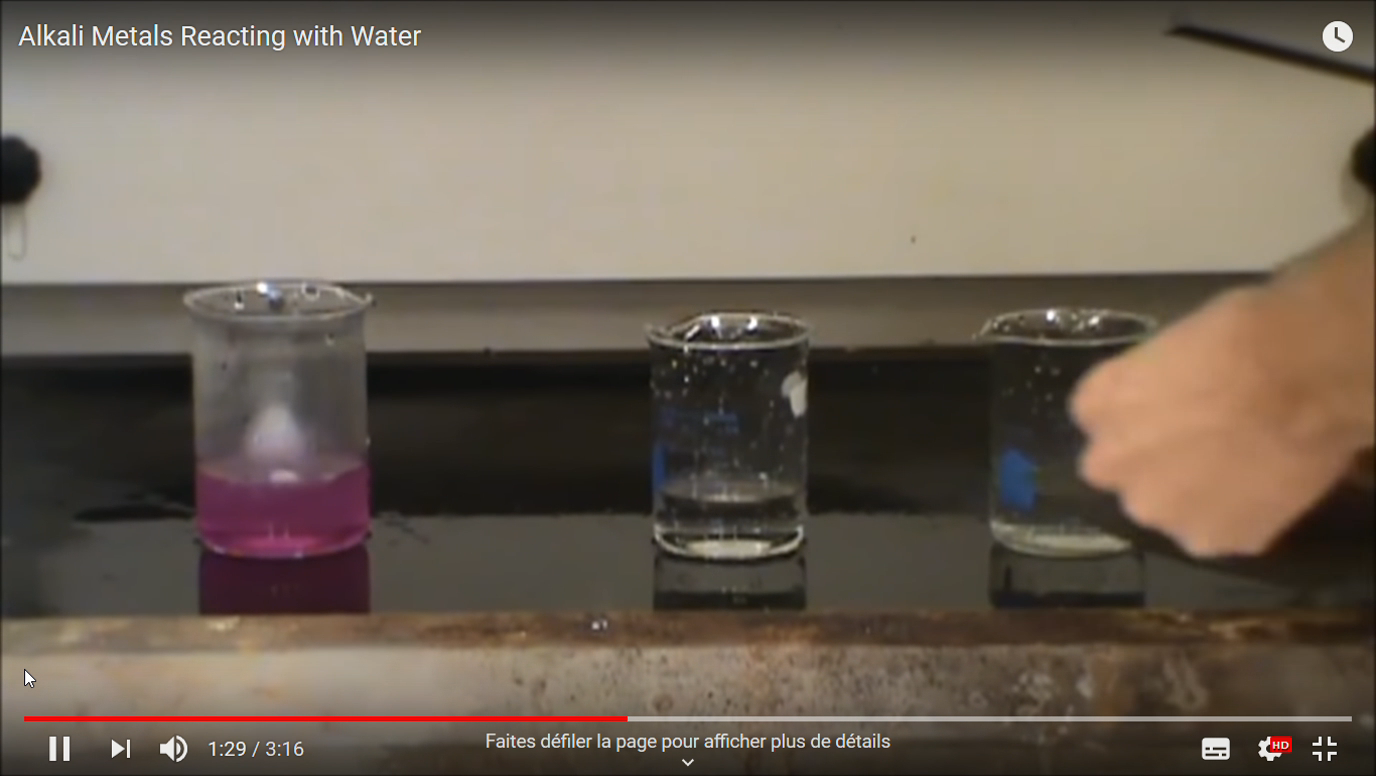 Alkali Metals Reacting with Water
1:29 / 3:16
Faites défiler la page pour afficher plus de détails
HD